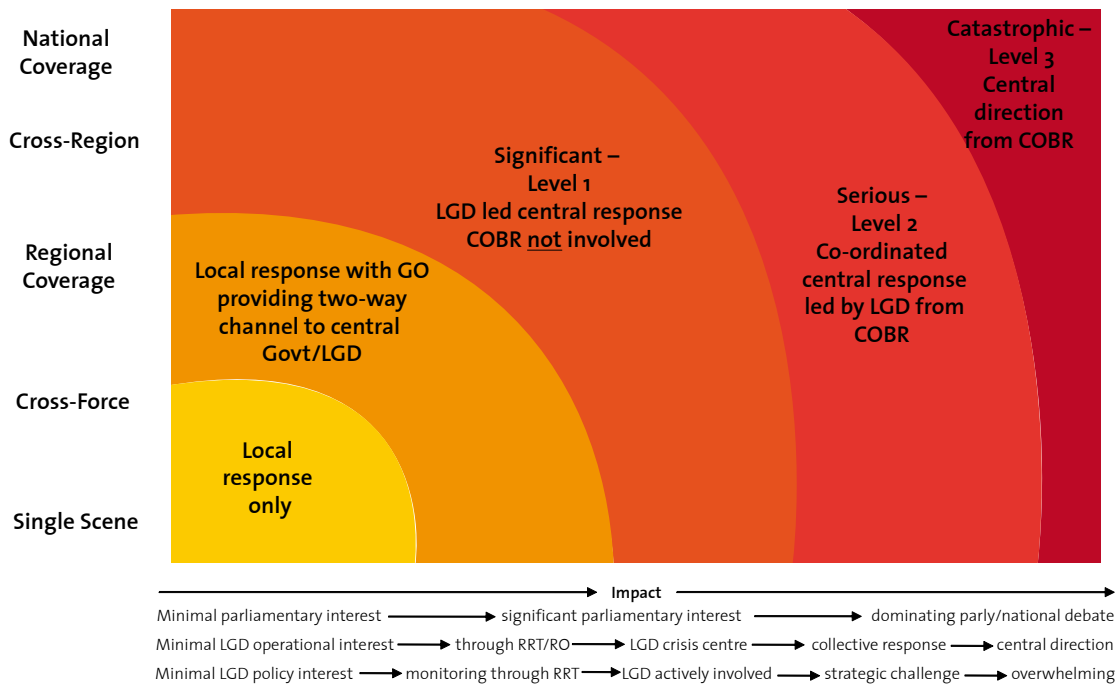 National
Coverage
Cross-Region
Regional
Coverage
Cross-Force
Single Scene
Catastrophic –
Level 3
Central
direction
from COBR
Significant –
Level 1
LGD led central response
COBR not involved
Serious –
Level 2
Co-ordinated
central response
led by LGD from
COBR
Local response with GO
providing two-way
channel to central
Govt/LGD
Local
response
only
Impact
Minimal parliamentary interest significant parliamentary interest dominating parly/national debate
Minimal LGD operational interest through RRT/RO LGD crisis centre collective response central direction
Minimal LGD policy interest monitoring through RRT LGD actively involved strategic challenge overwhelming